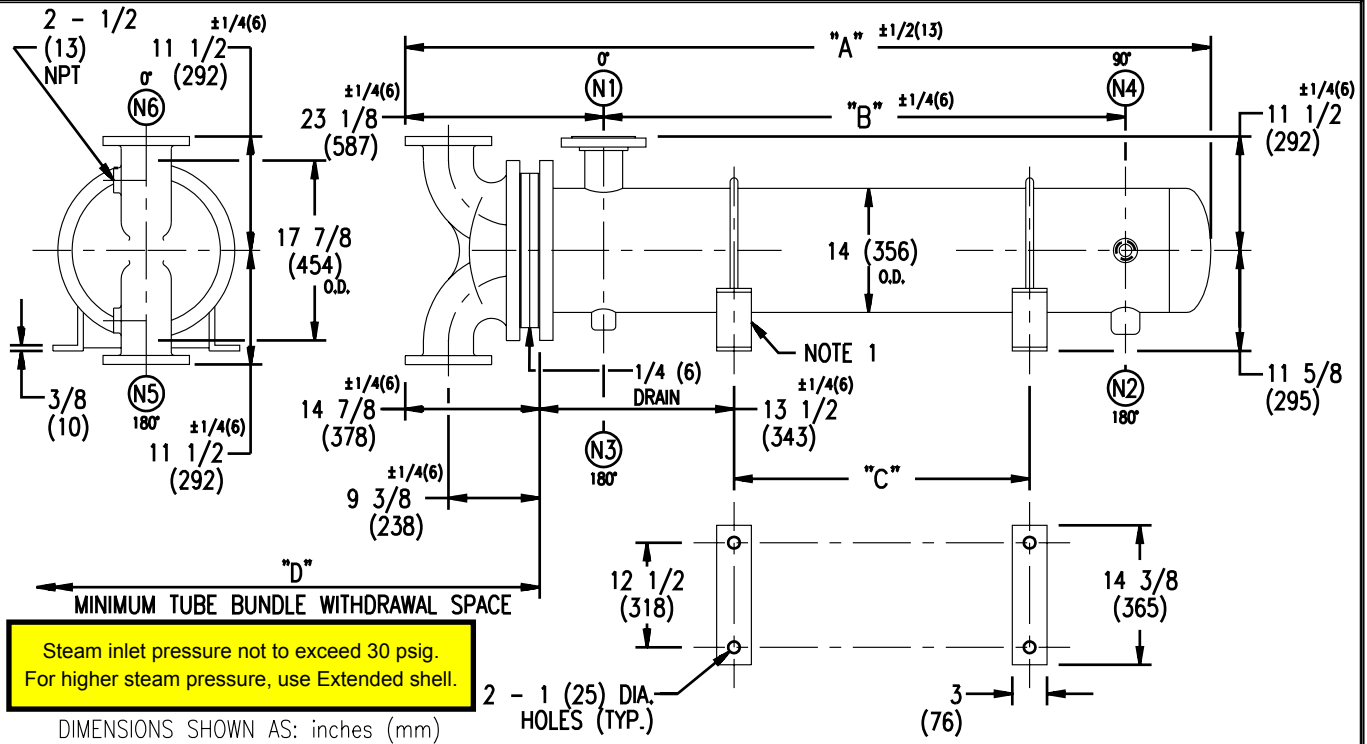 2 - 1/2
(13)
NPT
±1/4(6)
11 1/2
(292)
0°
N6
17 7/8
(454)
O.D.
3/8
(10)
N5
180°
±1/4(6)
11 1/2
(292)
"A" ±1/2(13)
±1/4(6)
23 1/8
(587)
0°
N1
"B" ±1/4(6)
90°
N4
±1/4(6)
11 1/2
(292)
14 (356)
O.D.
NOTE 1
1/4 (6)
DRAIN
±1/4(6)
14 7/8
(378)
±1/4(6)
13 1/2
(343)
N3
180°
N2
180°
11 5/8
(295)
±1/4(6)
9 3/8
(238)
"C"
"D"
MINIMUM TUBE BUNDLE WITHDRAWAL SPACE
12 1/2
(318)
14 3/8
(365)
Steam inlet pressure not to exceed 30 psig.
For higher steam pressure, use Extended shell.
2 - 1 (25) DIA.
HOLES (TYP.)
3
(76)
DIMENSIONS SHOWN AS: inches (mm)